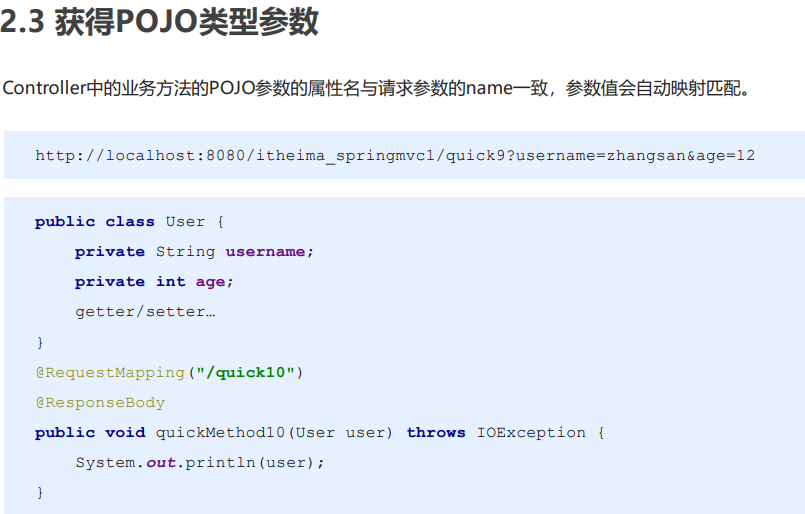 2.3 获得POJO类型参数
Controller中的业务方法的POJO参数的属性名与请求参数的name一致，参数值会自动映射匹配。
http://localhost:8080/itheima_springmvc1/quick9?username=zhangsan&age=12
public class User {
    private String username;
    private int age;
    getter/setter…
}
@RequestMapping("/quick10")
@ResponseBody
public void quickMethod10(User user) throws IOException {
    System.out.println(user);
}